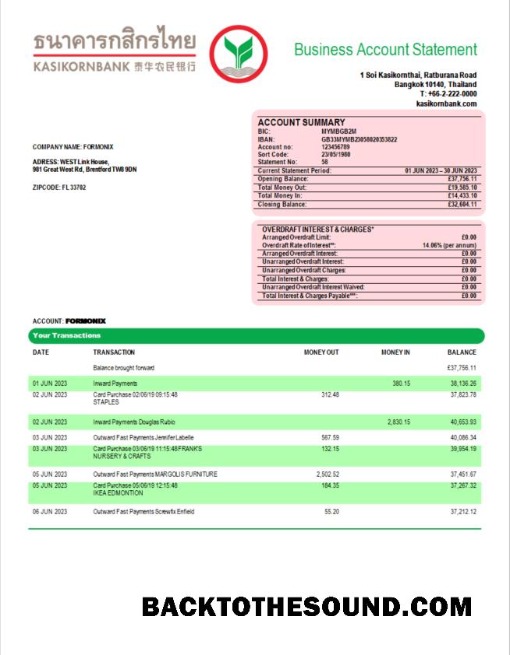 ธนาคารกสิกรไทย
KASIKORNBANK 泰华农民银行
Business Account Statement
1 Soi Kasikornthai, Ratburana Road
Bangkok 10140, Thailand
T: +66-2-222-0000
kasikornbank.com
COMPANY NAME: FORMONIX
ADRESS: WEST Link House,
981 Great West Rd, Brentford TW8 9DN
ZIPCODE: FL 33702
ACCOUNT SUMMARY
BIC: MYMBGB2M
IBAN: GB33MYMB23058020353822
Account no: 123456789
Sort Code: 23/05/1988
Statement No: 58
Current Statement Period: 01 JUN 2023 – 30 JUN 2023
Opening Balance: £37,756.11
Total Money Out: £19,585.10
Total Money In: £14,433.10
Closing Balance: £32,604.11
OVERDRAFT INTEREST & CHARGES*
Arranged Overdraft Limit: £0.00
Overdraft Rate of Interest**: 14.06% (per annum)
Arranged Overdraft Interest: £0.00
Unarranged Overdraft Interest: £0.00
Unarranged Overdraft Charges: £0.00
Total Interest & Charges: £0.00
Unarranged Overdraft Interest Waived: £0.00
Total Interest & Charges Payable***: £0.00
ACCOUNT: FORMONIX
Your Transactions
DATE TRANSACTION MONEY OUT MONEY IN BALANCE
Balance brought forward £37,756.11
01 JUN 2023 Inward Payments 380.15 38,136.26
02 JUN 2023 Card Purchase 02/06/19 09:15:48 312.48 37,823.78
STAPLES
02 JUN 2023 Inward Payments Douglas Rubio 2,830.15 40,653.93
03 JUN 2023 Outward Fast Payments Jennifer Labelle 567.59 40,086.34
03 JUN 2023 Card Purchase 03/06/19 11:15:48 FRANK'S 132.15 39,954.19
NURSERY & CRAFTS
05 JUN 2023 Outward Fast Payments MARGOLIS FURNITURE 2,502.52 37,451.67
05 JUN 2023 Card Purchase 05/06/19 12:15:48 184.35 37,267.32
IKEA EDMONTION
06 JUN 2023 Outward Fast Payments Screwfix Enfield 55.20 37,212.12
BACKTOTHESOUND.COM